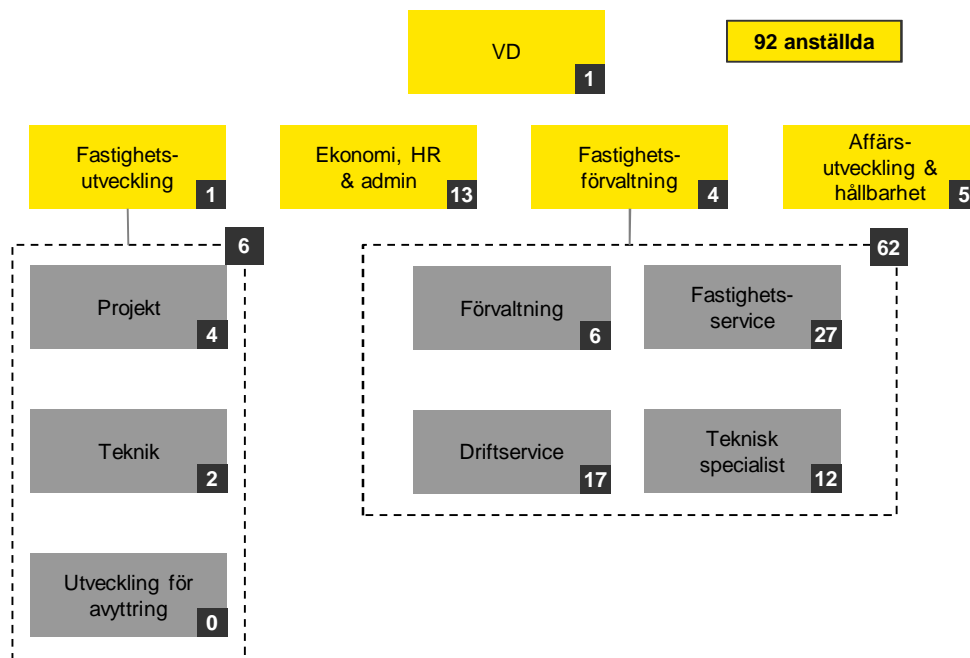 VD
1
92 anställda
Fastighets-
utveckling
1
Ekonomi, HR
& admin
13
Fastighets-
förvaltning
4
Affärs-
utveckling &
hållbarhet
5
6
Projekt
4
Teknik
2
Utveckling för
avyttring
0
62
Förvaltning
6
Fastighets-
service
27
Driftservice
17
Teknisk
specialist
12